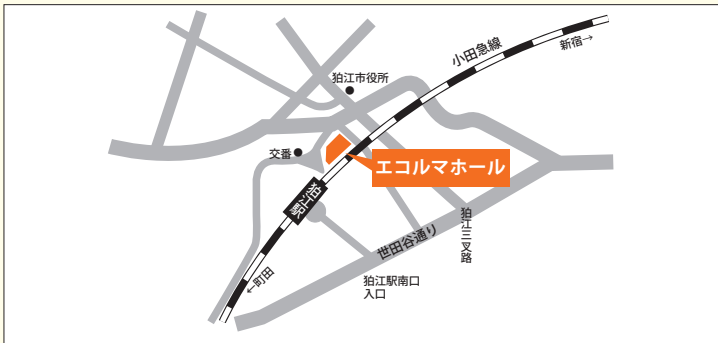 小田急線
新宿→
狛江市役所
交番
エコルマホール
狛江駅
狛江三叉路
世田谷通り
←町田
狛江駅南口
入口